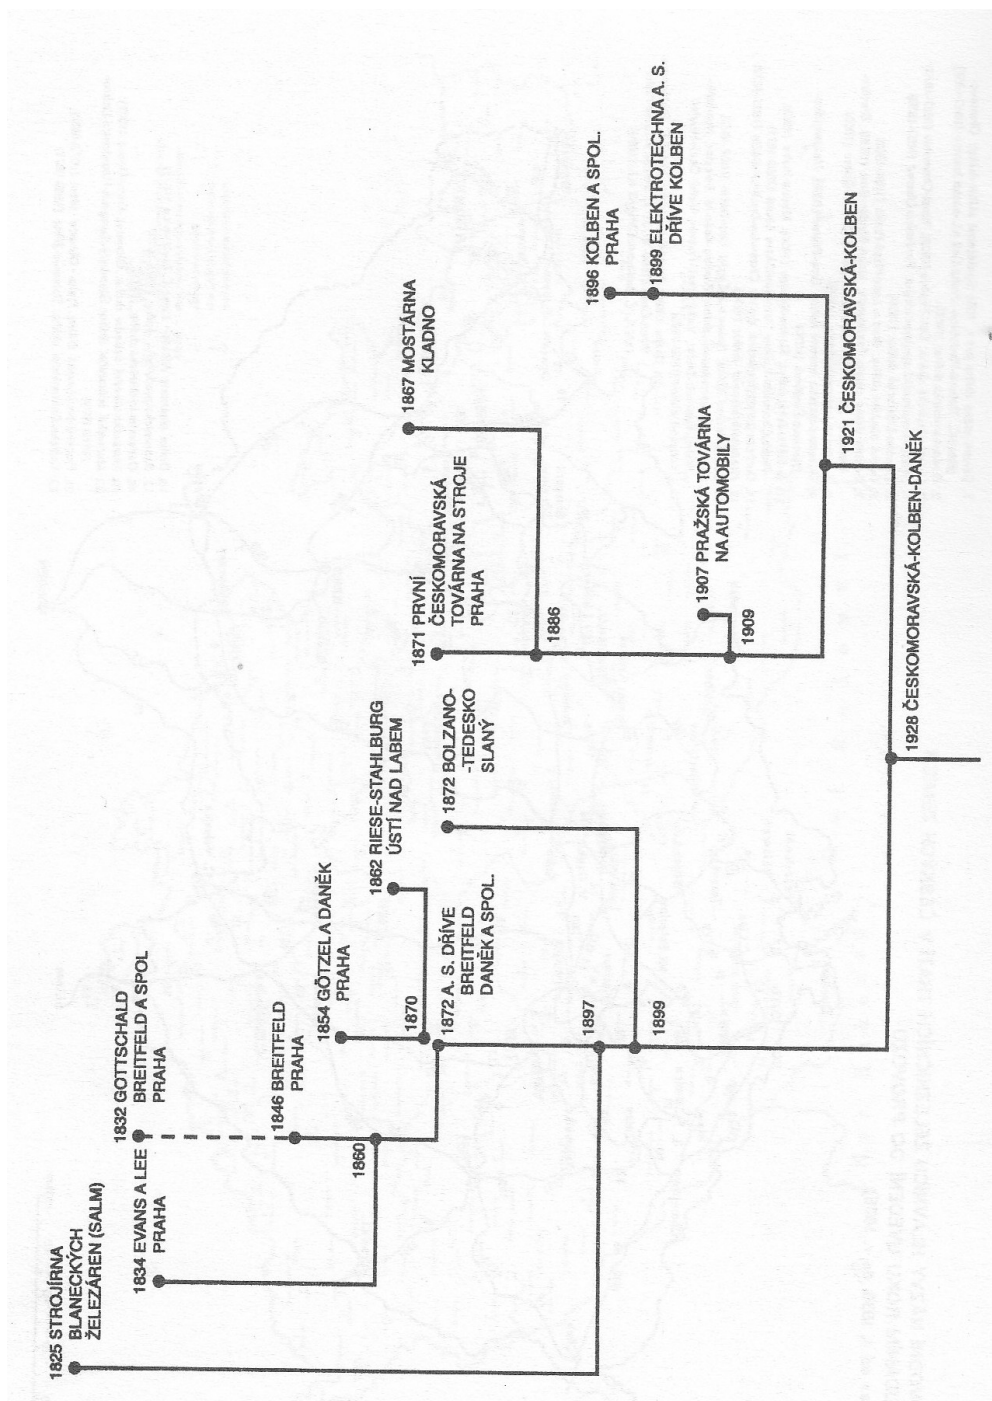 1825 STROJÍRNA
BLANECKÝCH
ŽELEZÁREN (SALM)
1834 EVANS A LEE
PRAHA
1832 GOTTSCHALD
BREITFELD A SPOL
PRAHA
1846 BREITFELD
PRAHA
1860
1854 GÖTZEL A DANĚK
PRAHA
1862 RIESE-STAHLBURG
ÚSTÍ NAD LABEM
1870
1872 A. S. DŘÍVE
BREITFELD
DANĚK A SPOL.
1872 BOLZANO-
-TEDESKO
SLANÝ
1897
1899
1871 PRVNÍ
ČESKOMORAVSKÁ
TOVÁRNA NA STROJE
PRAHA
1867 MOSTÁRNA
KLADNO
1886
1907 PRAŽSKÁ TOVÁRNA
NA AUTOMOBILY
1909
1896 KOLBEN A SPOL.
PRAHA
1899 ELEKTROTECHNA A. S.
DŘÍVE KOLBEN
1921 ČESKOMORAVSKÁ-KOLBEN
1928 ČESKOMORAVSKÁ-KOLBEN-DANĚK